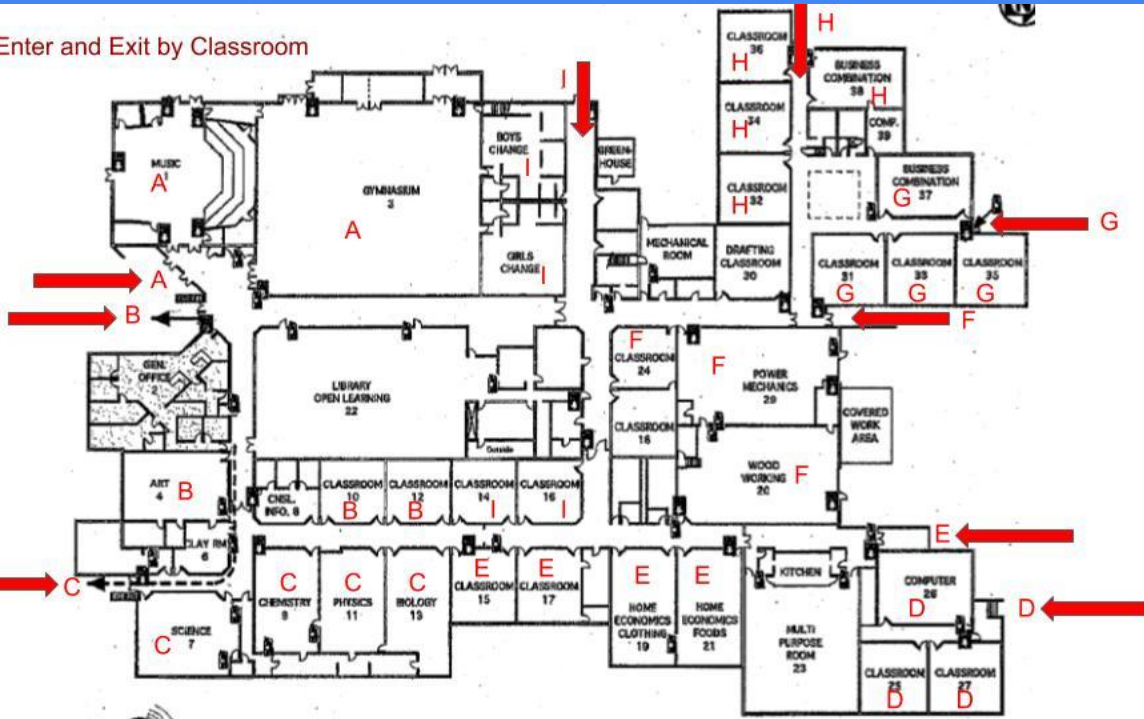 Enter and Exit by Classroom
H
J
CLASSROOM
36
H
BUSINESS
COMBINATION
38
H
CLASSROOM
34
H
COMP.
39
BOYS
CHANGE
I
GREEN-
HOUSE
MUSIC
1
A
GYMNASIUM
3
A
CLASSROOM
32
H
BUSINESS
COMBINATION
G 37
G
GIRLS
CHANGE
I
MECHANICAL
ROOM
DRAFTING
CLASSROOM
30
CLASSROOM
31
G
CLASSROOM
33
G
CLASSROOM
35
G
A
B
F
GEN.
OFFICE
2
LIBRARY
OPEN LEARNING
22
F
CLASSROOM
24
F
POWER
MECHANICS
29
CLASSROOM
18
COVERED
WORK
AREA
Outside
ART
4 B
CNSL.
INFO. 8
CLASSROOM
10
B
CLASSROOM
12
B
CLASSROOM
14
I
CLASSROOM
16
I
WOOD
WORKING F
20
CLAY RM
6
E
C
C
CHEMISTRY
9
C
PHYSICS
11
C
BIOLOGY
13
E
CLASSROOM
15
E
CLASSROOM
17
E
HOME
ECONOMICS
CLOTHING
19
E
HOME
ECONOMICS
FOODS
21
KITCHEN
COMPUTER
26
D
D
SCIENCE
C 7
MULTI
PURPOSE
ROOM
23
CLASSROOM
25
D
CLASSROOM
27
D